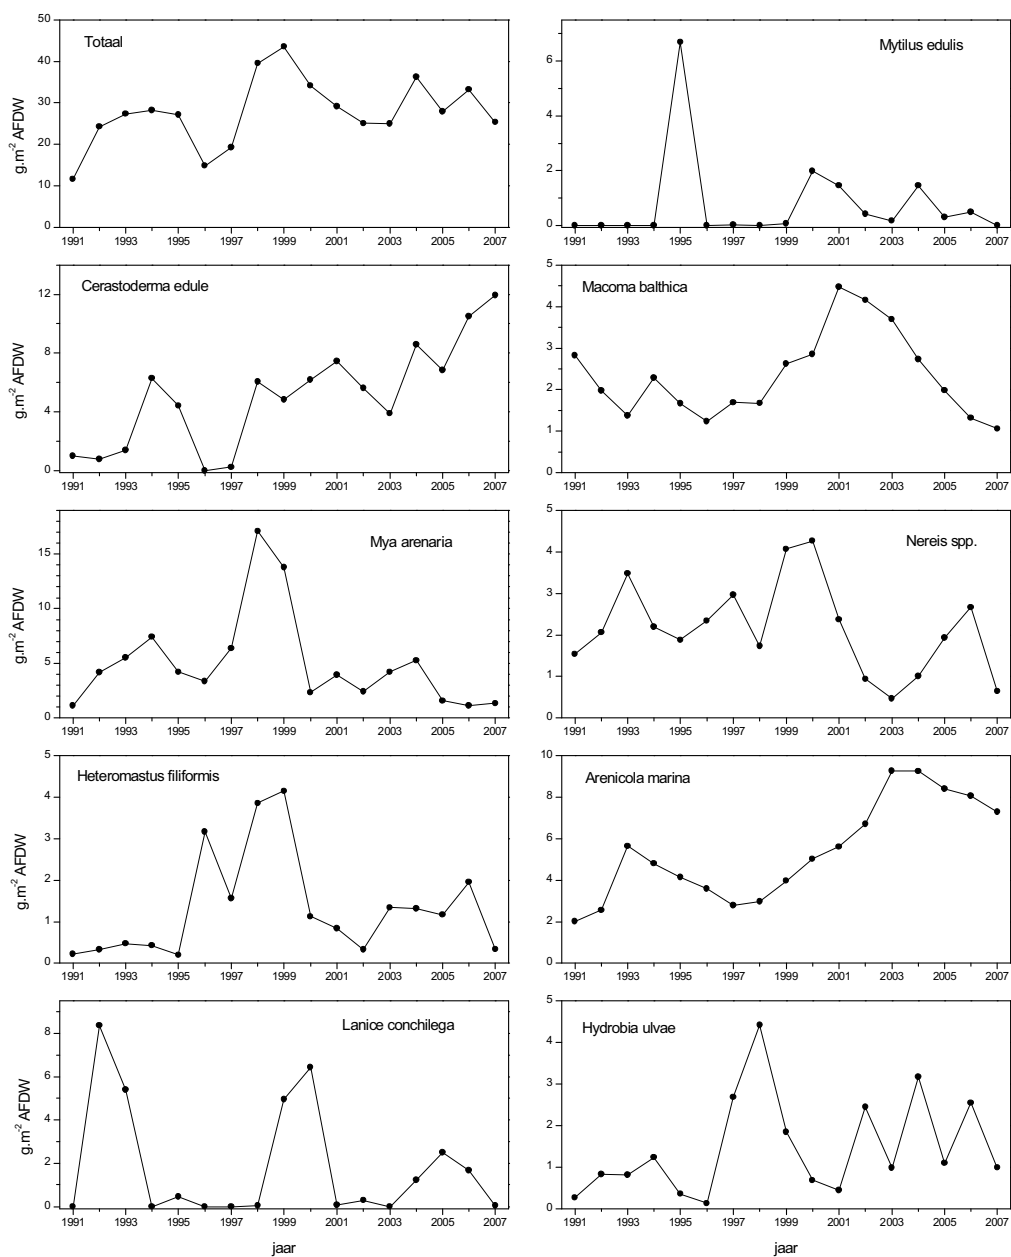 50
40
30
20
10
0
g.m-2 AFDW
Totaal
1991 1993 1995 1997 1999 2001 2003 2005 2007
6
4
2
0
Mytilus edulis
1991 1993 1995 1997 1999 2001 2003 2005 2007
12
8
4
0
g.m-2 AFDW
Cerastoderma edule
1991 1993 1995 1997 1999 2001 2003 2005 2007
5
4
3
2
1
0
Macoma balthica
1991 1993 1995 1997 1999 2001 2003 2005 2007
15
10
5
0
g.m-2 AFDW
Mya arenaria
1991 1993 1995 1997 1999 2001 2003 2005 2007
5
4
3
2
1
0
Nereis spp.
1991 1993 1995 1997 1999 2001 2003 2005 2007
5
4
3
2
1
0
g.m-2 AFDW
Heteromastus filiformis
1991 1993 1995 1997 1999 2001 2003 2005 2007
10
8
6
4
2
0
Arenicola marina
1991 1993 1995 1997 1999 2001 2003 2005 2007
8
6
4
2
0
g.m-2 AFDW
Lanice conchilega
1991 1993 1995 1997 1999 2001 2003 2005 2007
jaar
5
4
3
2
1
0
Hydrobia ulvae
1991 1993 1995 1997 1999 2001 2003 2005 2007
jaar